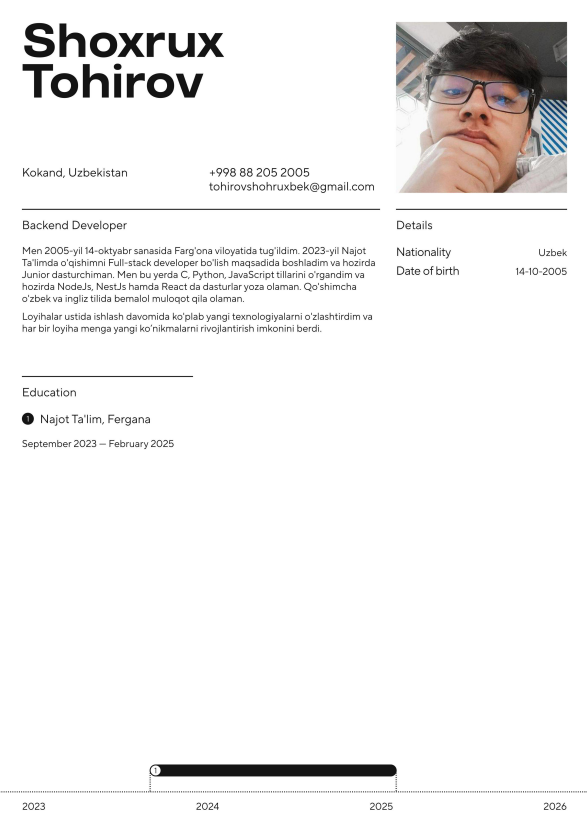 Shoxrux
Tohirov
Kokand, Uzbekistan
+998 88 205 2005
tohirovshohruxbek@gmail.com
Backend Developer
Men 2005-yil 14-oktyabr sanasida Farg'ona viloyatida tug'ildim. 2023-yil Najot
Ta'limda o'qishimni Full-stack developer bo'lish maqsadida boshladim va hozirda
Junior dasturchiman. Men bu yerda C, Python, JavaScript tillarini o'rgandim va
hozirda NodeJs, NestJs hamda React da dasturlar yoza olaman. Qo'shimcha
o'zbek va ingliz tilida bemalol muloqot qila olaman.
Loyihalar ustida ishlash davomida ko'plab yangi texnologiyalarni o'zlashtirdim va
har bir loyiha menga yangi ko'nikmalarni rivojlantirish imkonini berdi.
Details
Nationality Uzbek
Date of birth 14-10-2005
Education
1 Najot Ta'lim, Fergana
September 2023 — February 2025
1
2023 2024 2025 2026